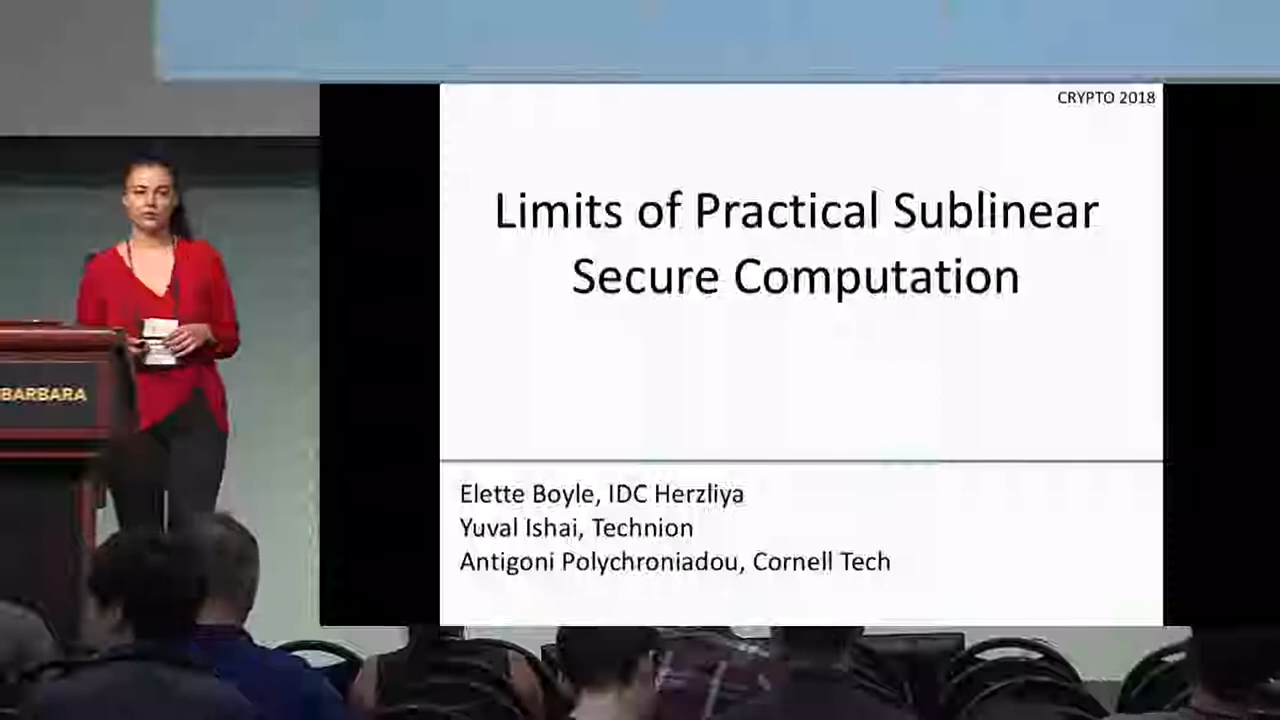 CRYPTO 2018
Limits of Practical Sublinear
Secure Computation
BARBARA
Elette Boyle, IDC Herzliya
Yuval Ishai, Technion
Antigoni Polychroniadou, Cornell Tech